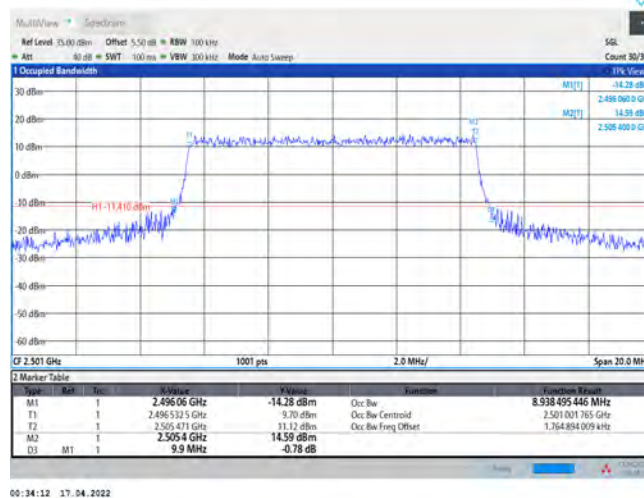 MultiView Spectrum
Ref Level 35.00 dBm Offset 5.50 dB RBW 100 kHz SGL
Att 40 dB SWT 100 ms VBW 300 kHz Mode Auto Sweep Count 30/3
1 Occupied Bandwidth 1Pk View
M1[1] -14.28 dB
30 dBm 2.496 060 0 G
M2[1] 14.59 dB
20 dBm M2 2.505 400 0 G
T1 T2
10 dBm
0 dBm
-10 dBm M1
H1 -11.410 dBm
-20 dBm
-30 dBm
-40 dBm
-50 dBm
-60 dBm
CF 2.501 GHz 1001 pts 2.0 MHz/ Span 20.0 MH
2 Marker Table
Type Ref Trc X-Value Y-Value Function Function Result
M1 1 2.496 06 GHz -14.28 dBm Occ Bw 8.938 495 446 MHz
T1 1 2.496 532 5 GHz 9.70 dBm Occ Bw Centroid 2.501 001 765 GHz
T2 1 2.505 471 GHz 11.12 dBm Occ Bw Freq Offset 1.764 894 009 kHz
M2 1 2.505 4 GHz 14.59 dBm
D3 M1 1 9.9 MHz -0.78 dB
00:34:12 17.04.2022